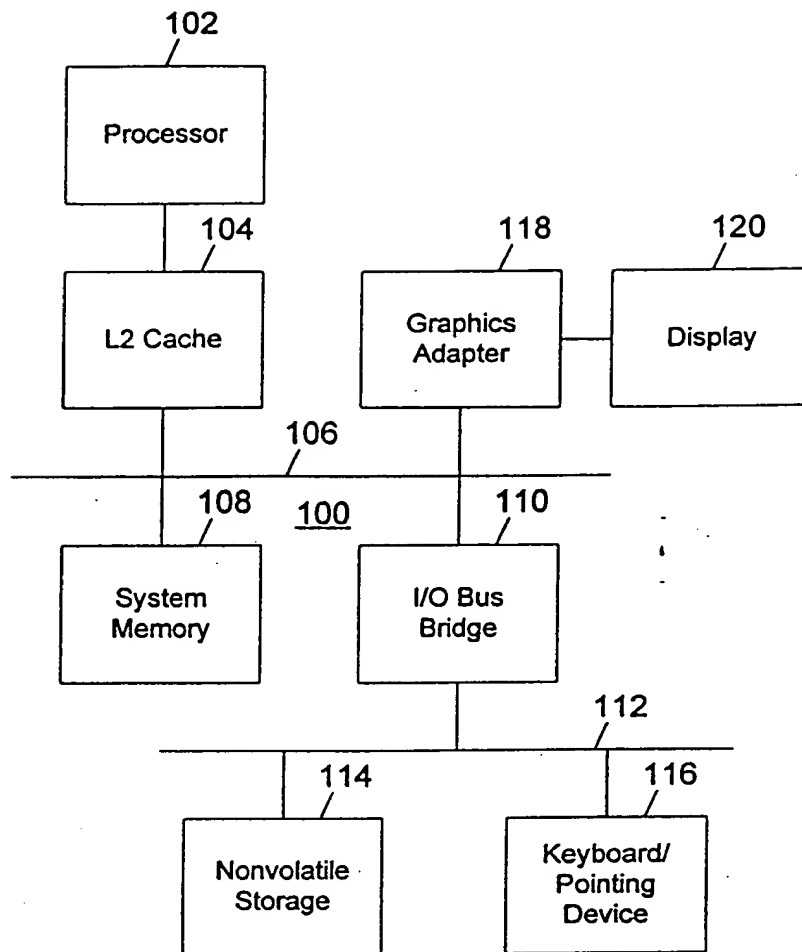 102
Processor
104
L2 Cache
118
Graphics
Adapter
120
Display
106
108
100
110
System
Memory
I/O Bus
Bridge
112
114
116
Nonvolatile
Storage
Keyboard/
Pointing
Device